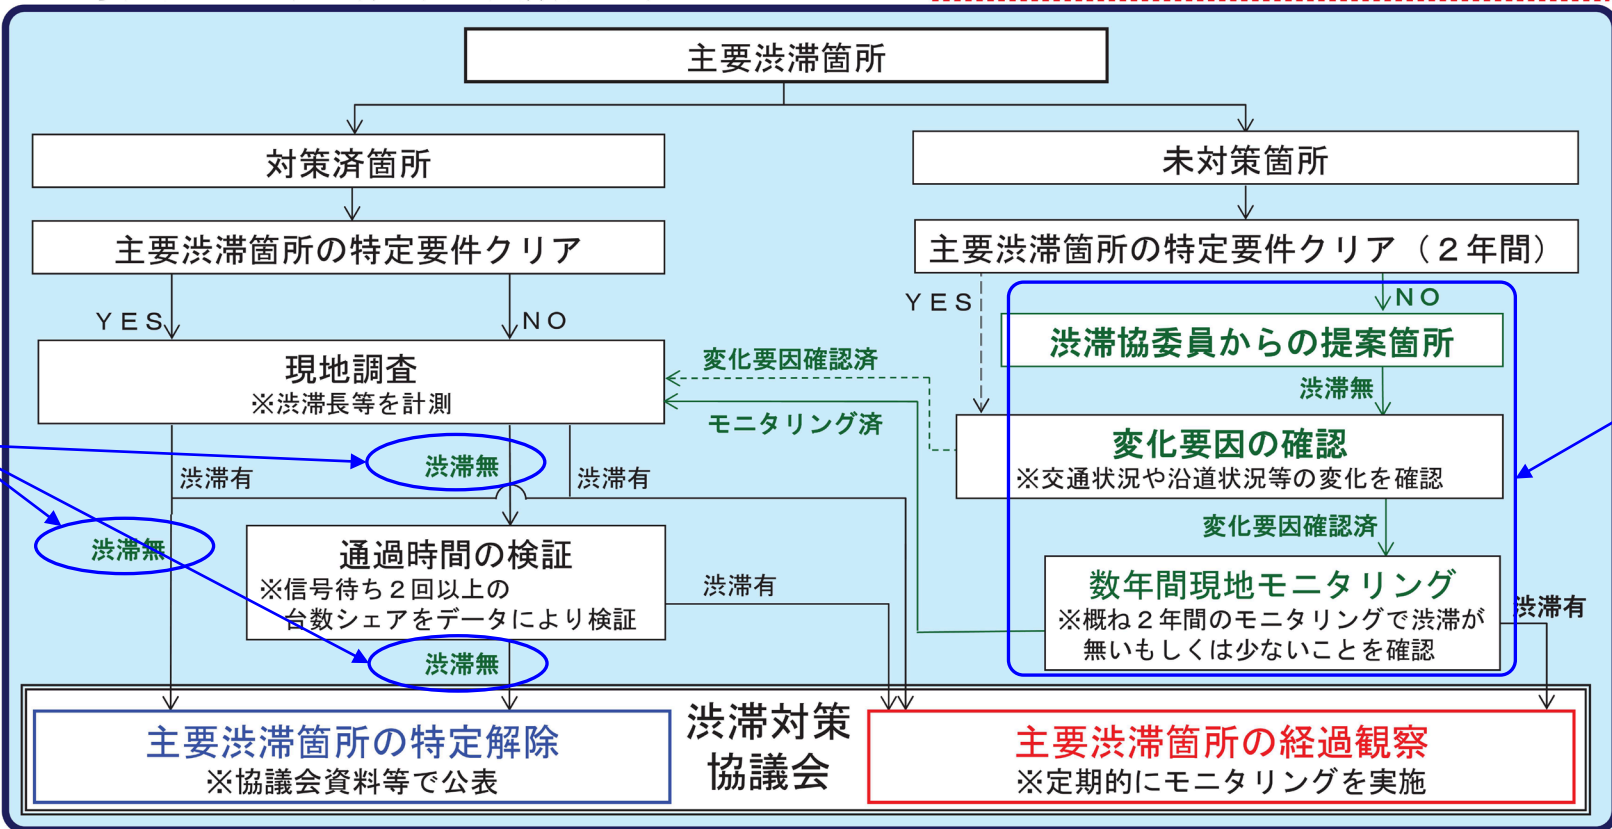 主要渋滞箇所
対策済箇所
未対策箇所
主要渋滞箇所の特定要件クリア
主要渋滞箇所の特定要件クリア（２年間）
ＹＥＳ
ＮＯ
ＹＥＳ
ＮＯ
渋滞協委員からの提案箇所
渋滞無
現地調査
※渋滞長等を計測
変化要因確認済
モニタリング済
変化要因の確認
※交通状況や沿道状況等の変化を確認
渋滞有
渋滞無
渋滞有
変化要因確認済
渋滞無
通過時間の検証
※信号待ち２回以上の
台数シェアをデータにより検証
渋滞有
数年間現地モニタリング
※概ね２年間のモニタリングで渋滞が
無いもしくは少ないことを確認
渋滞有
渋滞無
主要渋滞箇所の特定解除
※協議会資料等で公表
渋滞対策
協議会
主要渋滞箇所の経過観察
※定期的にモニタリングを実施